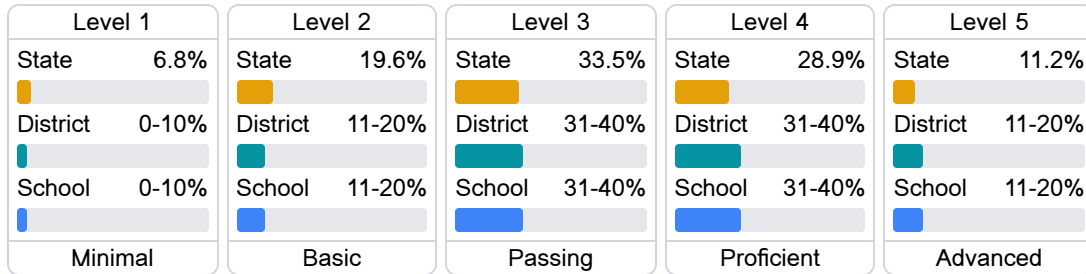 Level 1
State 6.8%
District 0-10%
School 0-10%
Minimal
Level 2
State 19.6%
District 11-20%
School 11-20%
Basic
Level 3
State 33.5%
District 31-40%
School 31-40%
Passing
Level 4
State 28.9%
District 31-40%
School 31-40%
Proficient
Level 5
State 11.2%
District 11-20%
School 11-20%
Advanced